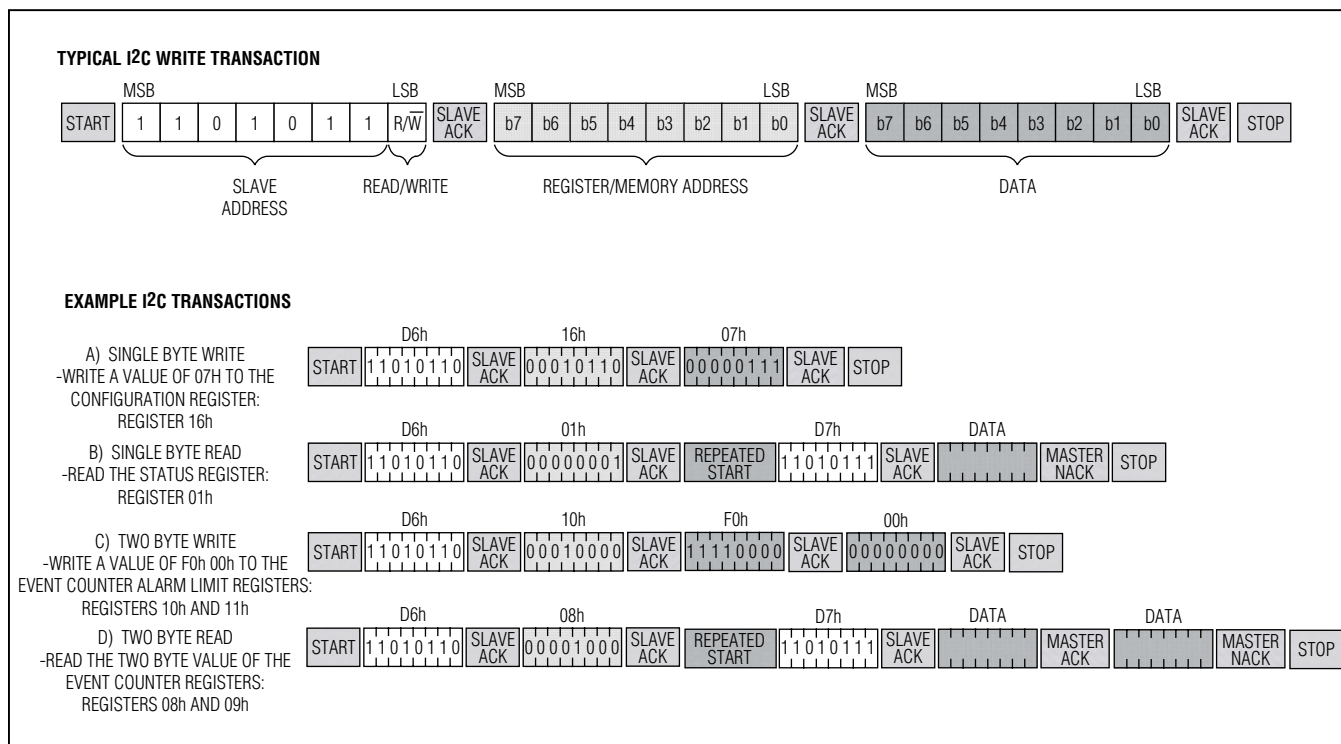 TYPICAL I2C WRITE TRANSACTION
MSB LSB MSB LSB MSB LSB
START 1 1 0 1 0 1 1 R/W SLAVE ACK b7 b6 b5 b4 b3 b2 b1 b0 SLAVE ACK b7 b6 b5 b4 b3 b2 b1 b0 SLAVE ACK STOP
SLAVE ADDRESS READ/WRITE REGISTER/MEMORY ADDRESS DATA
EXAMPLE I2C TRANSACTIONS
D6h 16h 07h
A) SINGLE BYTE WRITE
-WRITE A VALUE OF 07H TO THE
CONFIGURATION REGISTER:
REGISTER 16h
START 11010110 SLAVE ACK 00010110 SLAVE ACK 00000111 SLAVE ACK STOP
D6h 01h D7h DATA
B) SINGLE BYTE READ
-READ THE STATUS REGISTER:
REGISTER 01h
START 11010110 SLAVE ACK 00000001 SLAVE ACK REPEATED START 11010111 SLAVE ACK MASTER NACK STOP
D6h 10h F0h 00h
C) TWO BYTE WRITE
-WRITE A VALUE OF F0h 00h TO THE
EVENT COUNTER ALARM LIMIT REGISTERS:
REGISTERS 10h AND 11h
START 11010110 SLAVE ACK 00010000 SLAVE ACK 11110000 SLAVE ACK 00000000 SLAVE ACK STOP
D6h 08h D7h DATA DATA
D) TWO BYTE READ
-READ THE TWO BYTE VALUE OF THE
EVENT COUNTER REGISTERS:
REGISTERS 08h AND 09h
START 11010110 SLAVE ACK 00001000 SLAVE ACK REPEATED START 11010111 SLAVE ACK MASTER ACK MASTER NACK STOP